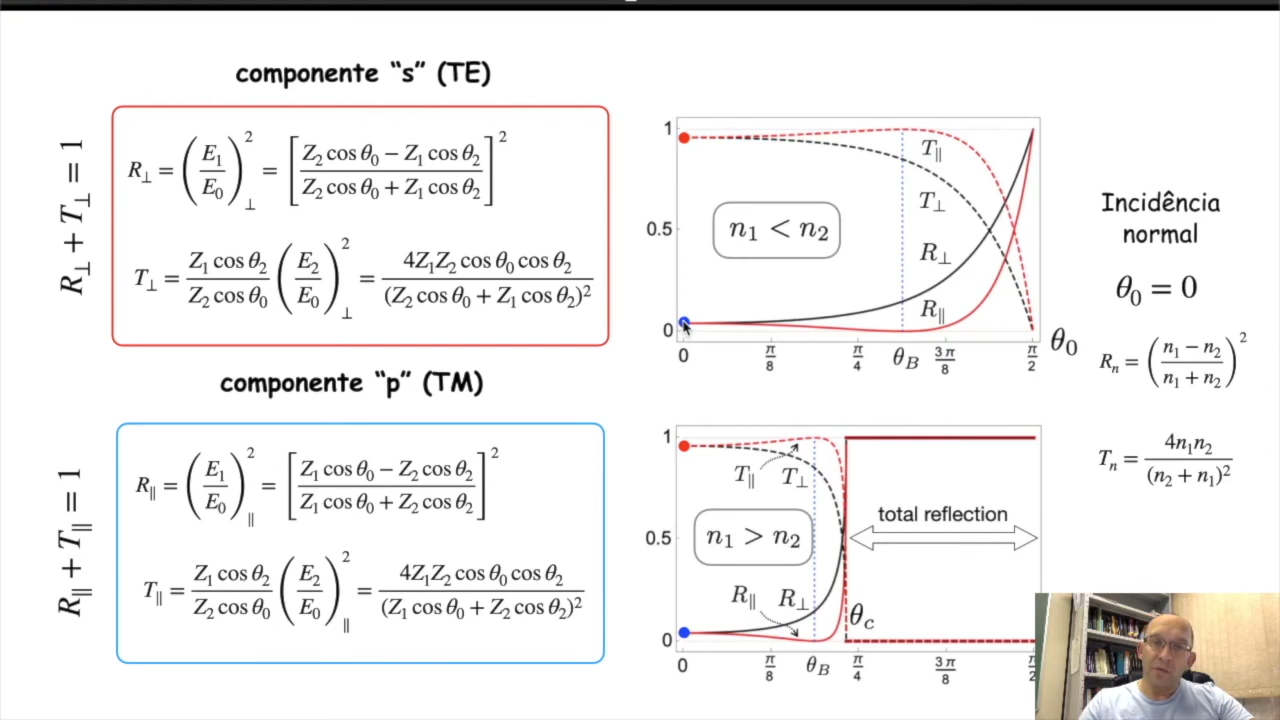 componente “s” (TE)
R⊥ + T⊥ = 1
R⊥ = (E₁/E₀)²⊥ = [(Z₂ cos θ₀ − Z₁ cos θ₂)/(Z₂ cos θ₀ + Z₁ cos θ₂)]²
T⊥ = (Z₁ cos θ₂)/(Z₂ cos θ₀) (E₂/E₀)²⊥ = (4Z₁Z₂ cos θ₀ cos θ₂)/(Z₂ cos θ₀ + Z₁ cos θ₂)²
componente “p” (TM)
R∥ + T∥ = 1
R∥ = (E₁/E₀)²∥ = [(Z₁ cos θ₀ − Z₂ cos θ₂)/(Z₁ cos θ₀ + Z₂ cos θ₂)]²
T∥ = (Z₁ cos θ₂)/(Z₂ cos θ₀) (E₂/E₀)²∥ = (4Z₁Z₂ cos θ₀ cos θ₂)/(Z₁ cos θ₀ + Z₂ cos θ₂)²
1
T∥
T⊥
0.5
n₁ < n₂
R⊥
R∥
0
0 π/8 π/4 θ_B 3π/8 π/2
θ₀
1
T∥ T⊥
total reflection
0.5
n₁ > n₂
R∥ R⊥
θ_c
0
0 π/8 θ_B π/4 3π/8 π/2
Incidência
normal
θ₀ = 0
Rₙ = ((n₁ − n₂)/(n₁ + n₂))²
Tₙ = 4n₁n₂/(n₂ + n₁)²